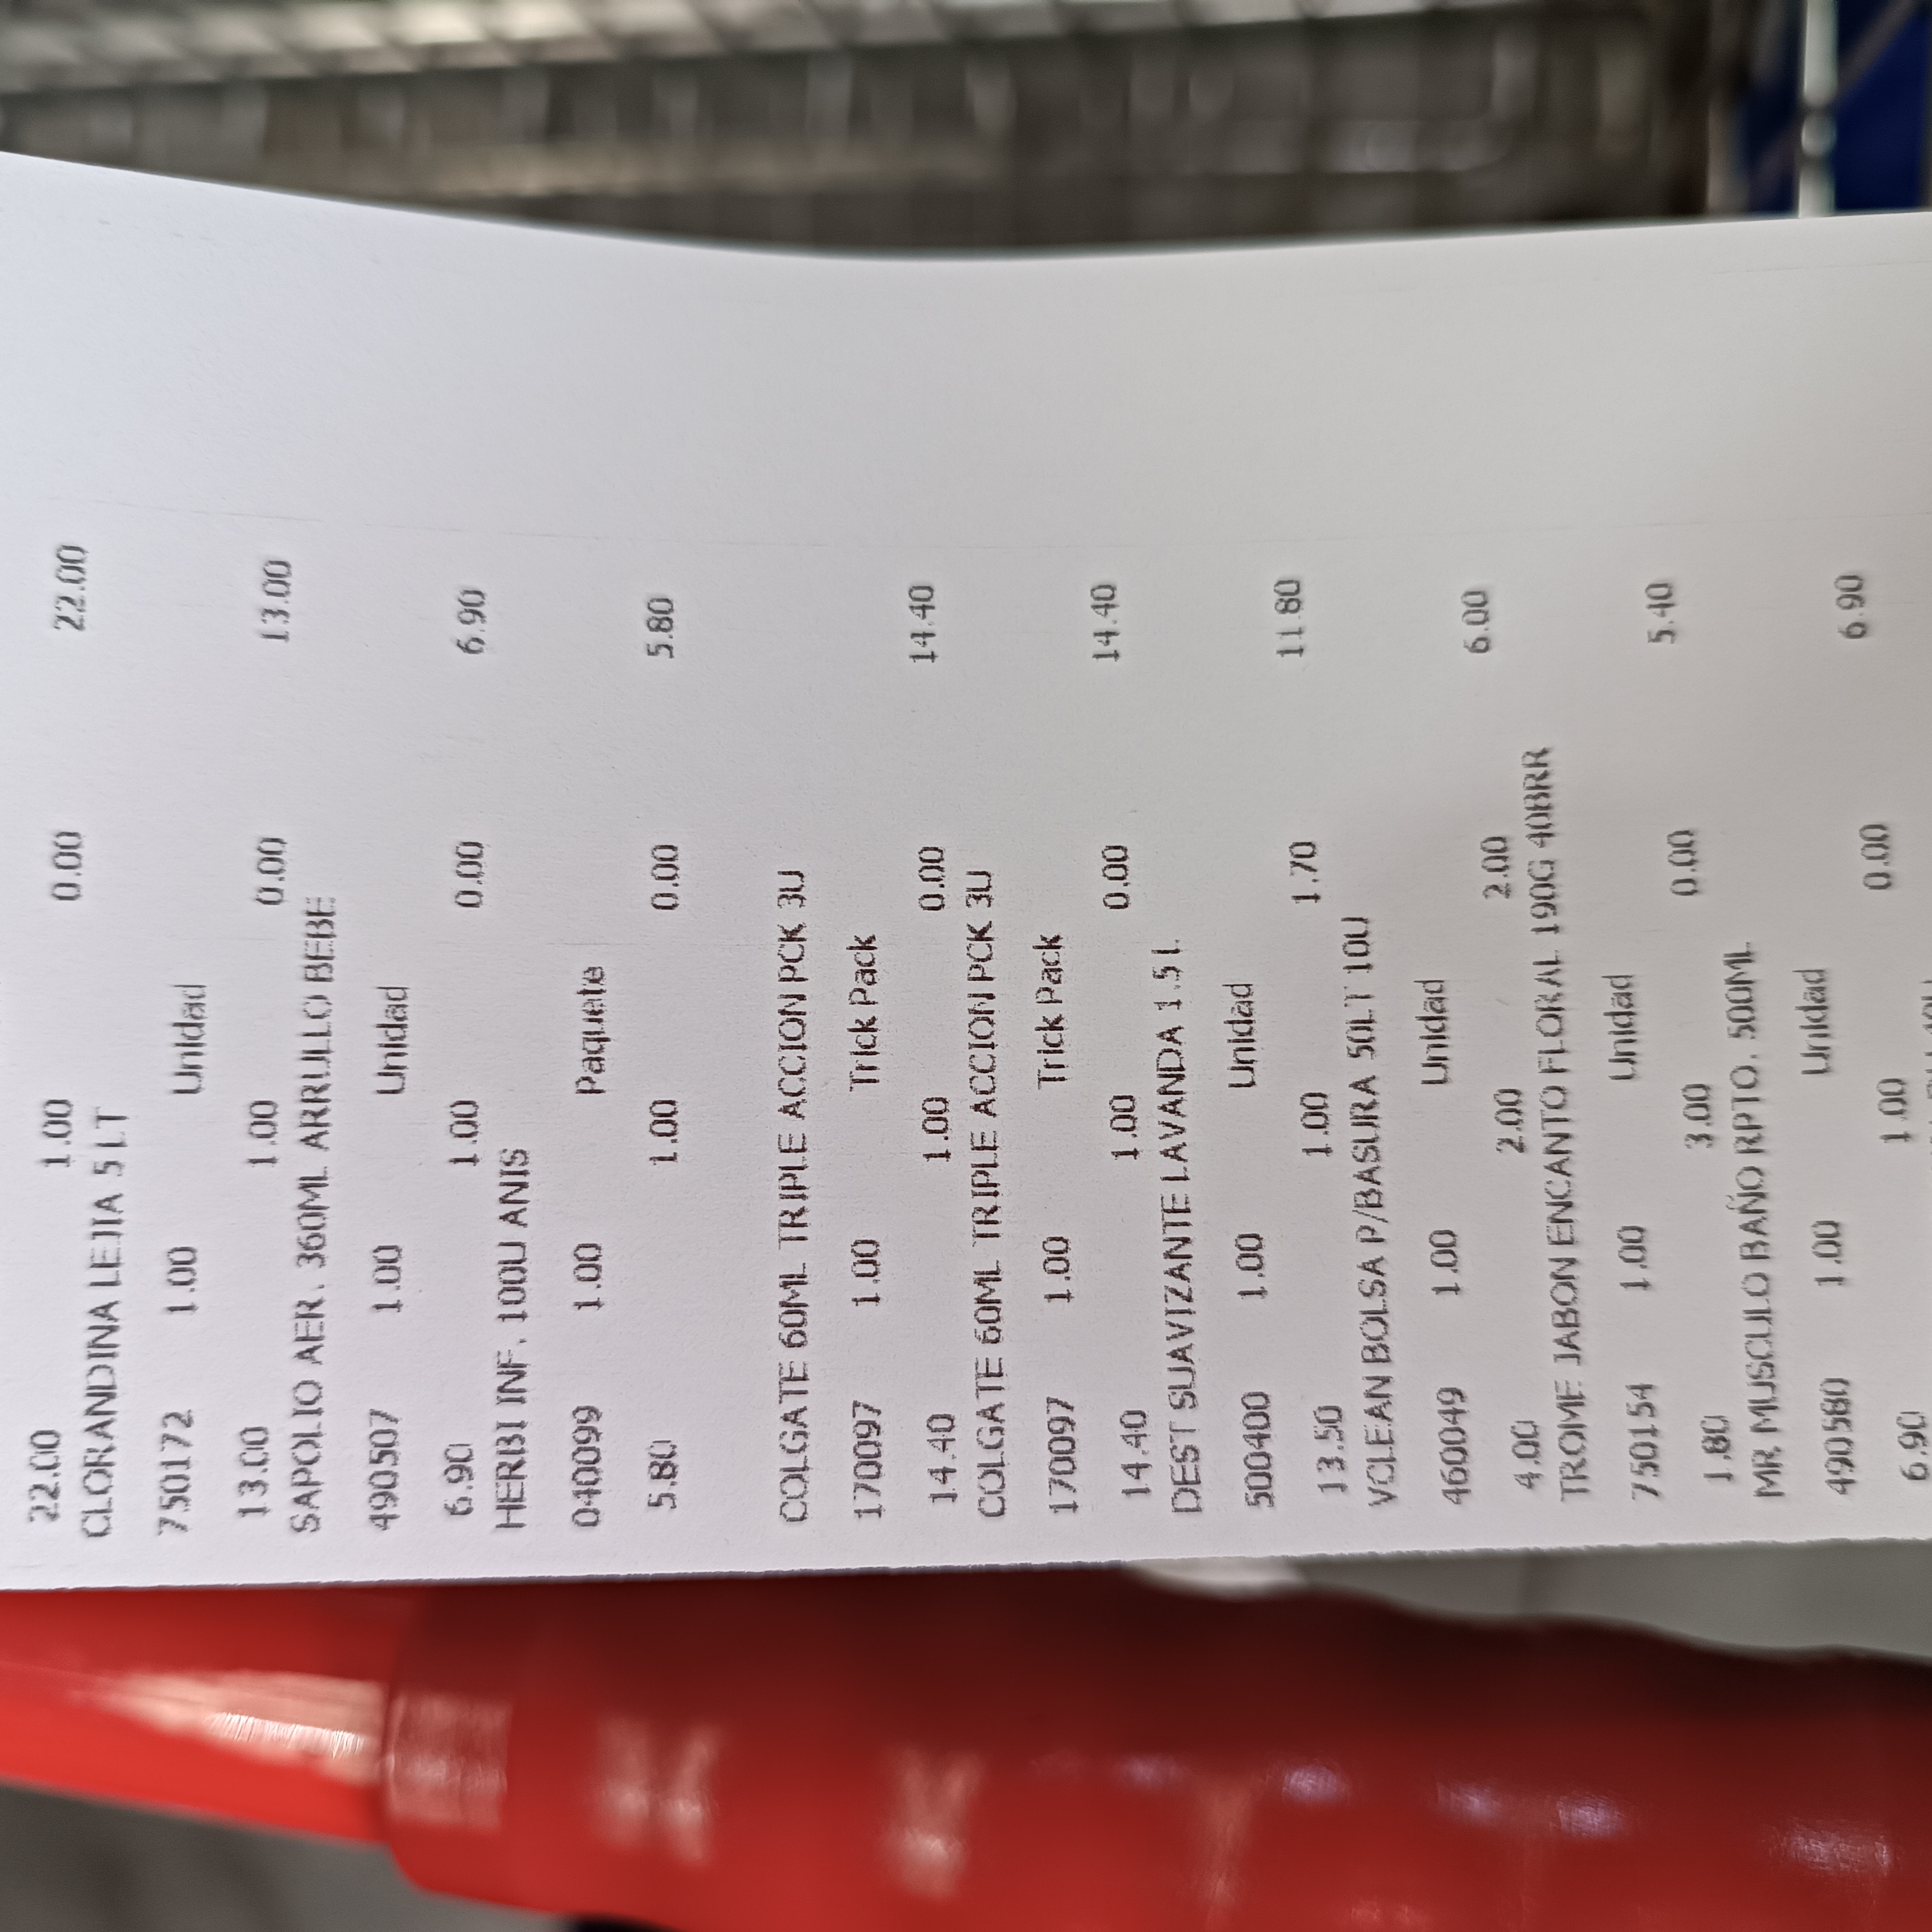 22.00 1.00 0.00 22.00
CLORANDINA LEJIA 5 LT
750172 1.00 Unidad
13.00 1.00 0.00 13.00
SAPOLIO AER. 360ML ARRULLO BEBE
490507 1.00 Unidad
6.90 1.00 0.00 6.90
HERBI INF. 100U ANIS
040099 1.00 Paquete
5.80 1.00 0.00 5.80
COLGATE 60ML TRIPLE ACCION PCK 3U
170097 1.00 Trick Pack
14.40 1.00 0.00 14.40
COLGATE 60ML TRIPLE ACCION PCK 3U
170097 1.00 Trick Pack
14.40 1.00 0.00 14.40
DEST SUAVIZANTE LAVANDA 1.5 L
500400 1.00 Unidad
13.50 1.00 1.70 11.80
VCLEAN BOLSA P/BASURA 50LT 10U
460049 1.00 Unidad
4.00 2.00 2.00 6.00
TROME JABON ENCANTO FLORAL 190G 40BRR
750154 1.00 Unidad
1.80 3.00 0.00 5.40
MR MUSCULO BAÑO RPTO. 500ML
490580 1.00 Unidad
6.90 1.00 0.00 6.90